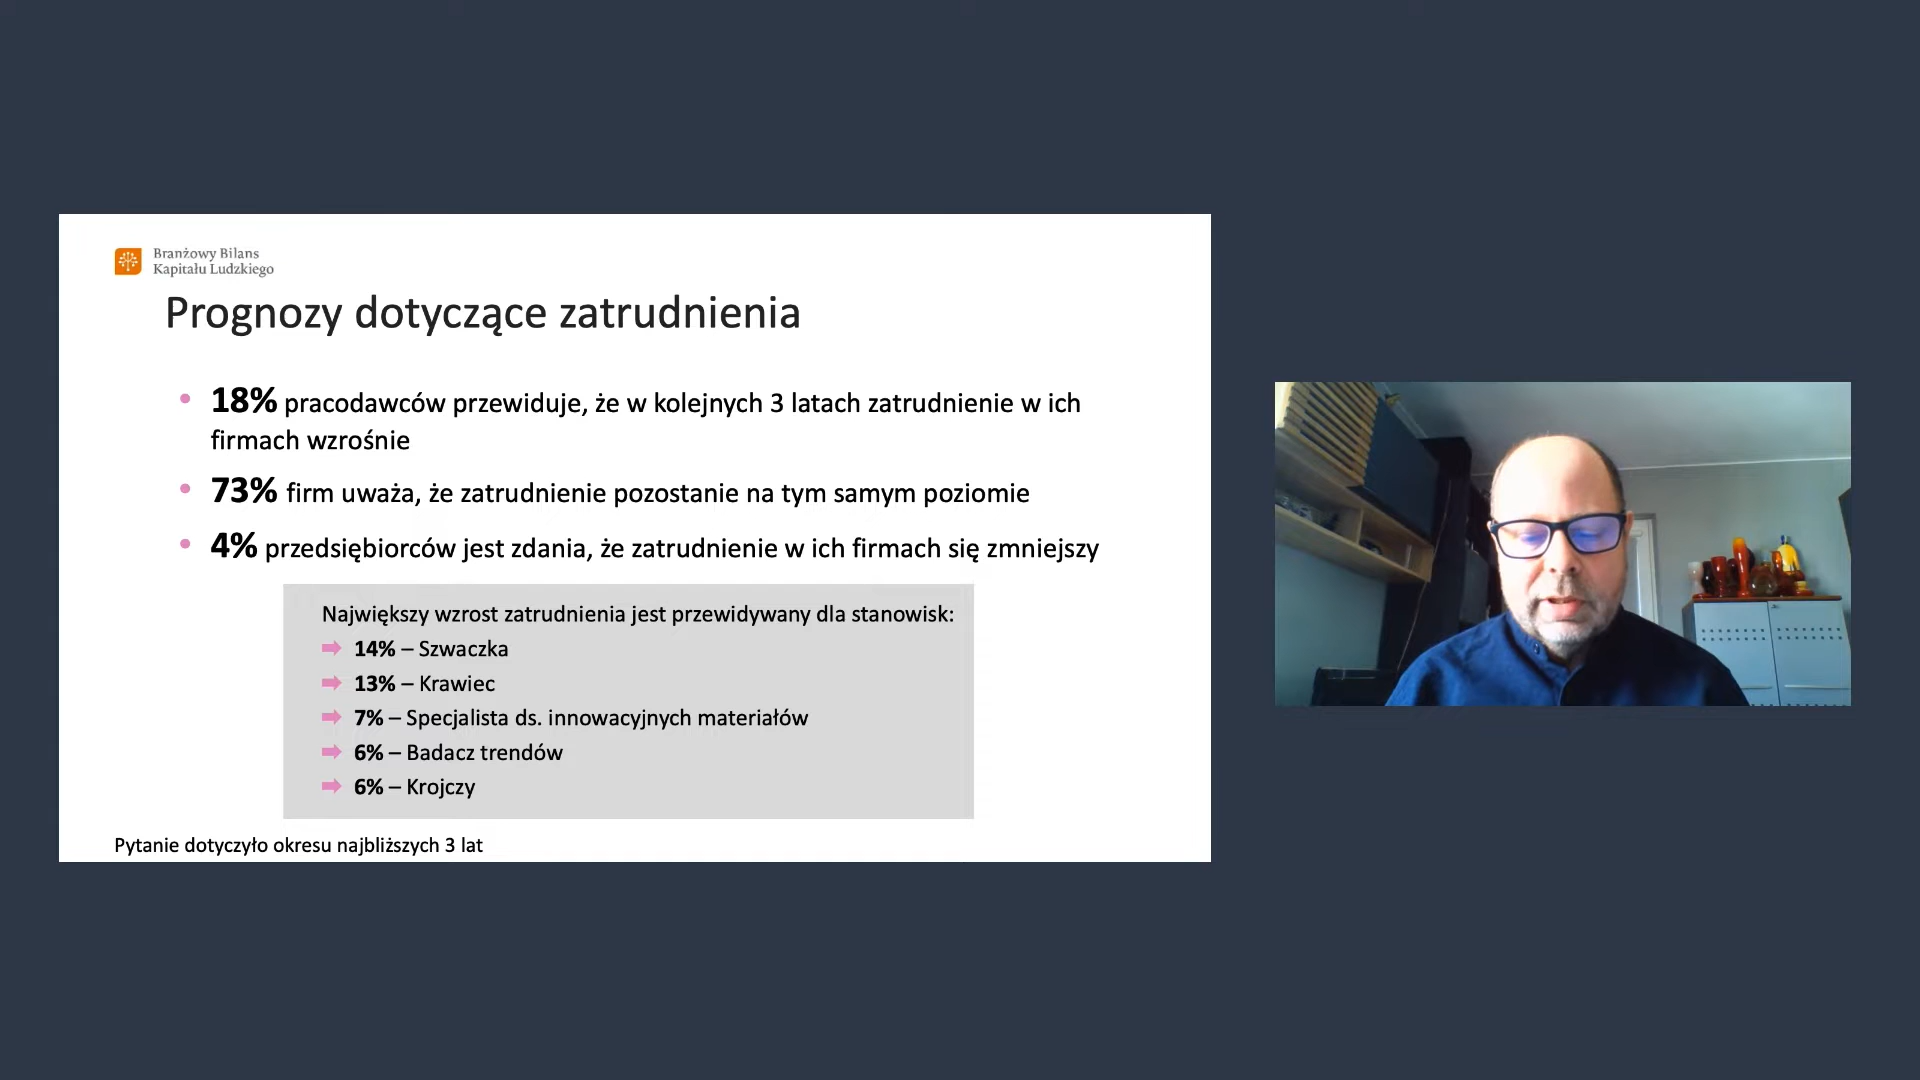 Branżowy Bilans
Kapitału Ludzkiego
Prognozy dotyczące zatrudnienia
• 18% pracodawców przewiduje, że w kolejnych 3 latach zatrudnienie w ich
firmach wzrośnie
• 73% firm uważa, że zatrudnienie pozostanie na tym samym poziomie
• 4% przedsiębiorców jest zdania, że zatrudnienie w ich firmach się zmniejszy
Największy wzrost zatrudnienia jest przewidywany dla stanowisk:
14% – Szwaczka
13% – Krawiec
7% – Specjalista ds. innowacyjnych materiałów
6% – Badacz trendów
6% – Krojczy
Pytanie dotyczyło okresu najbliższych 3 lat